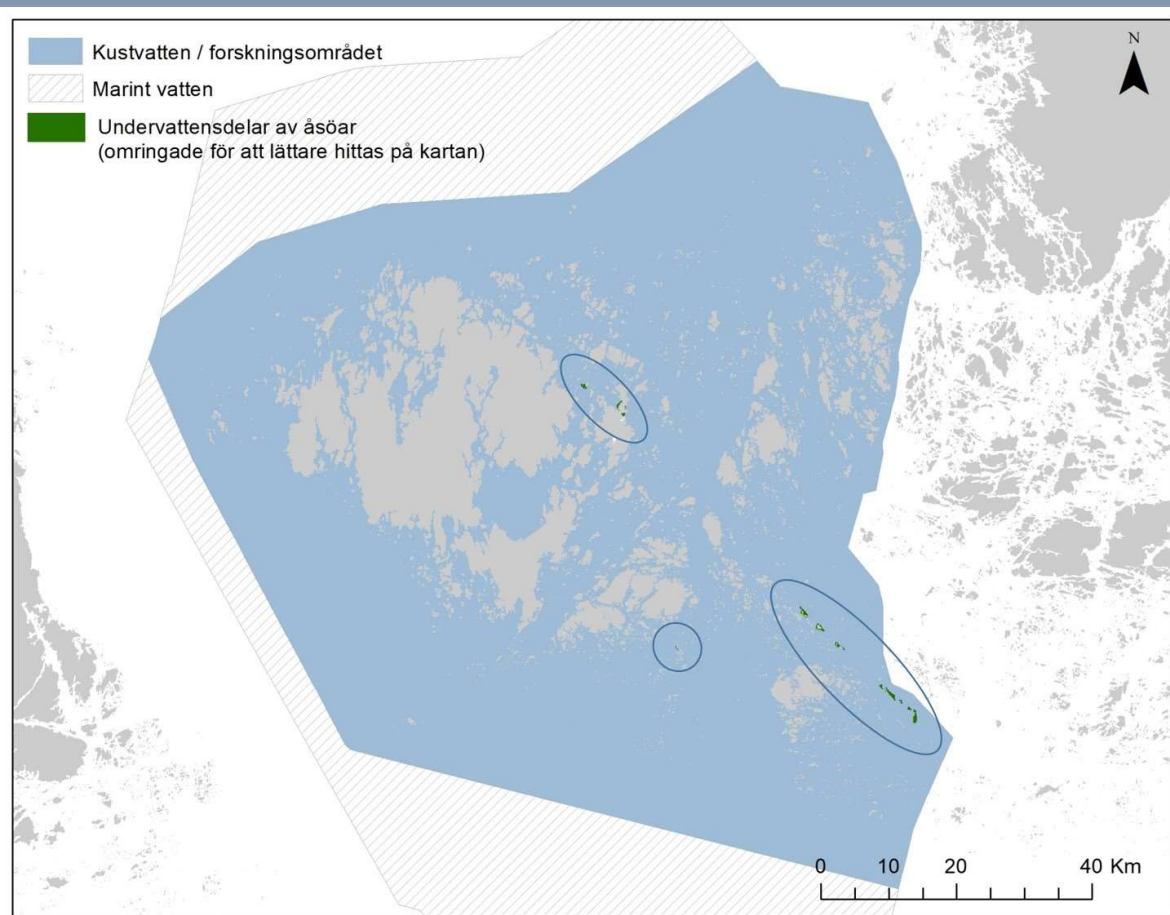 Kustvatten / forskningsområdet
Marint vatten
Undervattensdelar av åsöar
(omringade för att lättare hittas på kartan)
N
0 10 20 40 Km